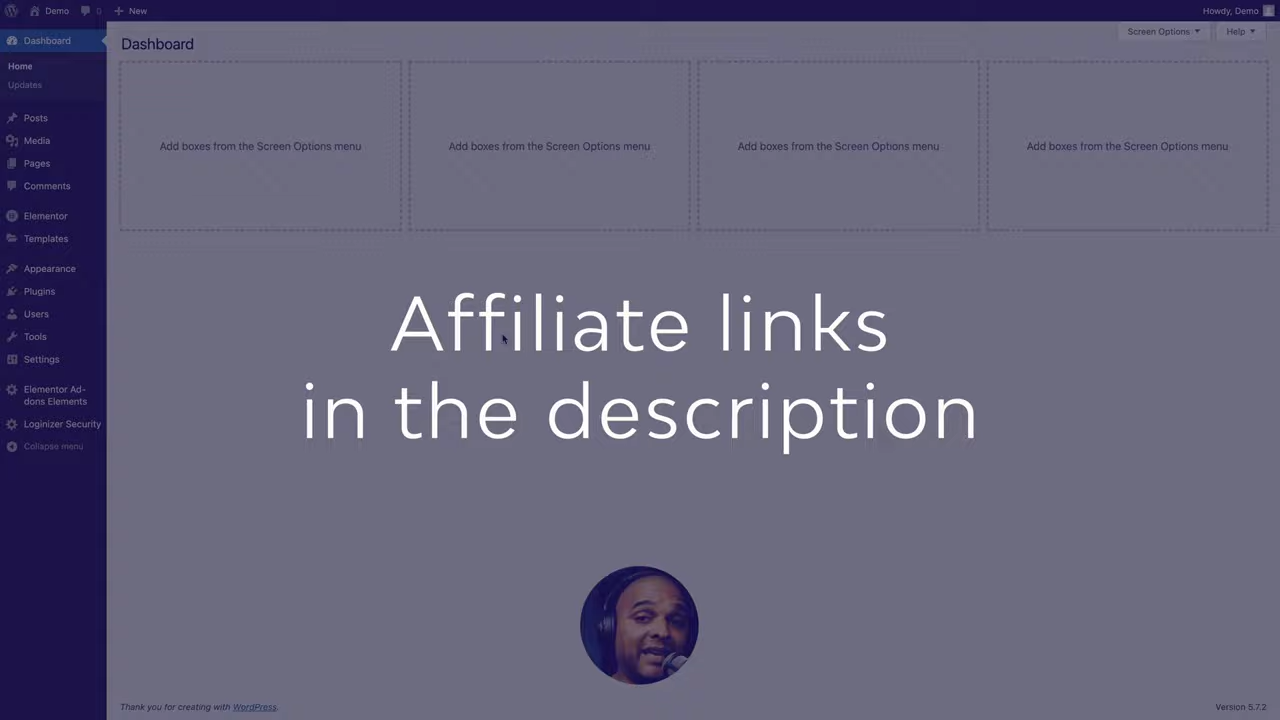 Demo 0 New Howdy, Demo
Dashboard
Screen Options Help
Home
Updates
Posts
Media
Pages
Comments
Elementor
Templates
Appearance
Plugins
Users
Tools
Settings
Elementor Ad-
dons Elements
Loginizer Security
Collapse menu
Dashboard
Add boxes from the Screen Options menu
Add boxes from the Screen Options menu
Add boxes from the Screen Options menu
Add boxes from the Screen Options menu
Affiliate links
in the description
Thank you for creating with WordPress.
Version 5.7.2